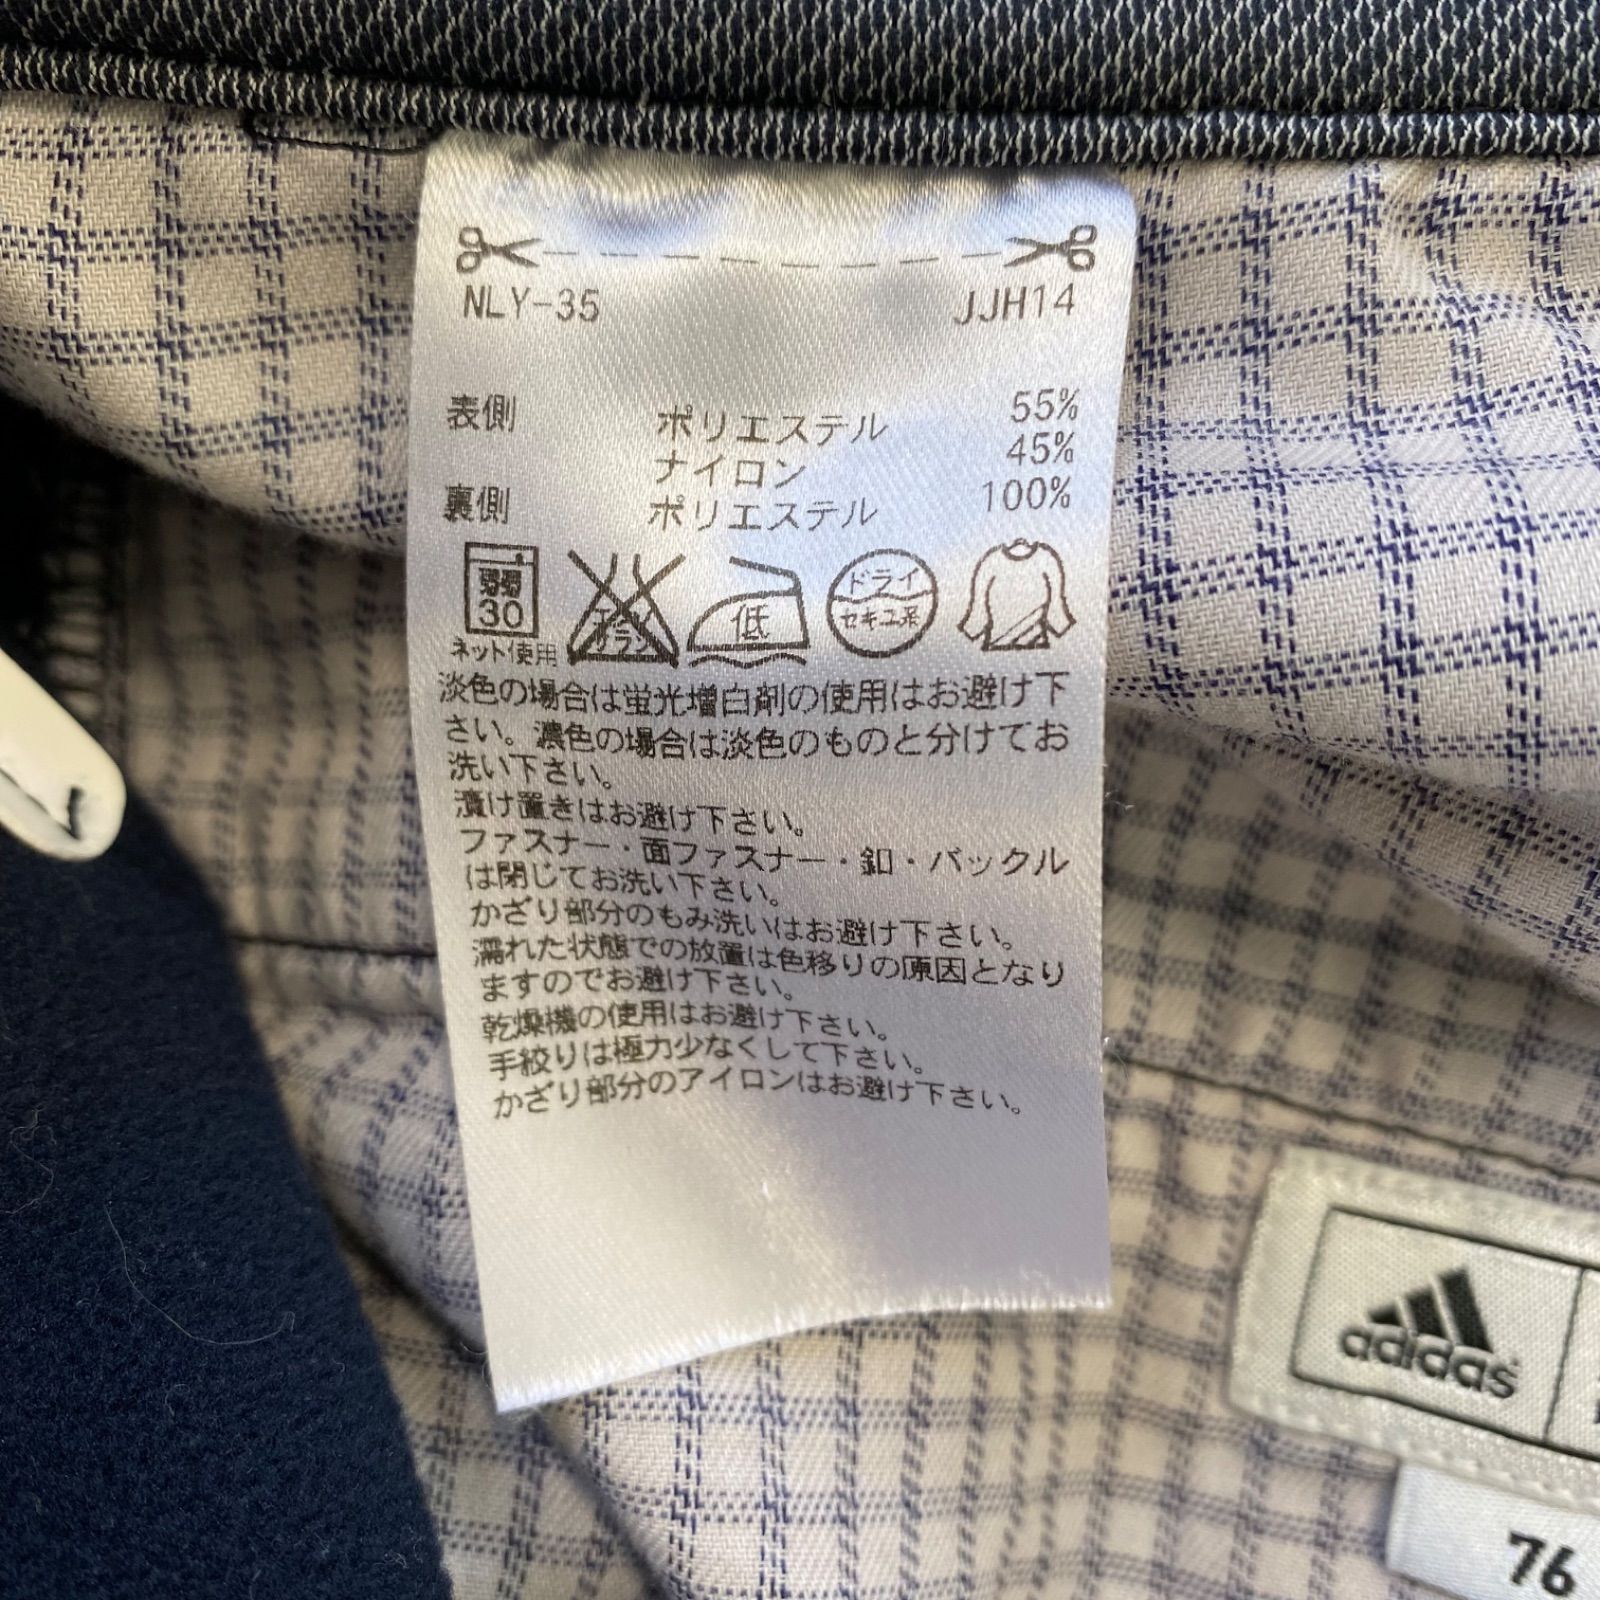 NLY-35 JJH14
表側 ポリエステル 55%
ナイロン 45%
裏側 ポリエステル 100%
弱 30
ネット使用
エンソ サラシ
低
ドライ
セキユ系
淡色の場合は蛍光増白剤の使用はお避け下
さい。濃色の場合は淡色のものと分けてお
洗い下さい。
漬け置きはお避け下さい。
ファスナー・面ファスナー・釦・バックル
は閉じてお洗い下さい。
かざり部分のもみ洗いはお避け下さい。
濡れた状態での放置は色移りの原因となり
ますのでお避け下さい。
乾燥機の使用はお避け下さい。
手絞りは極力少なくして下さい。
かざり部分のアイロンはお避け下さい。
adidas
76